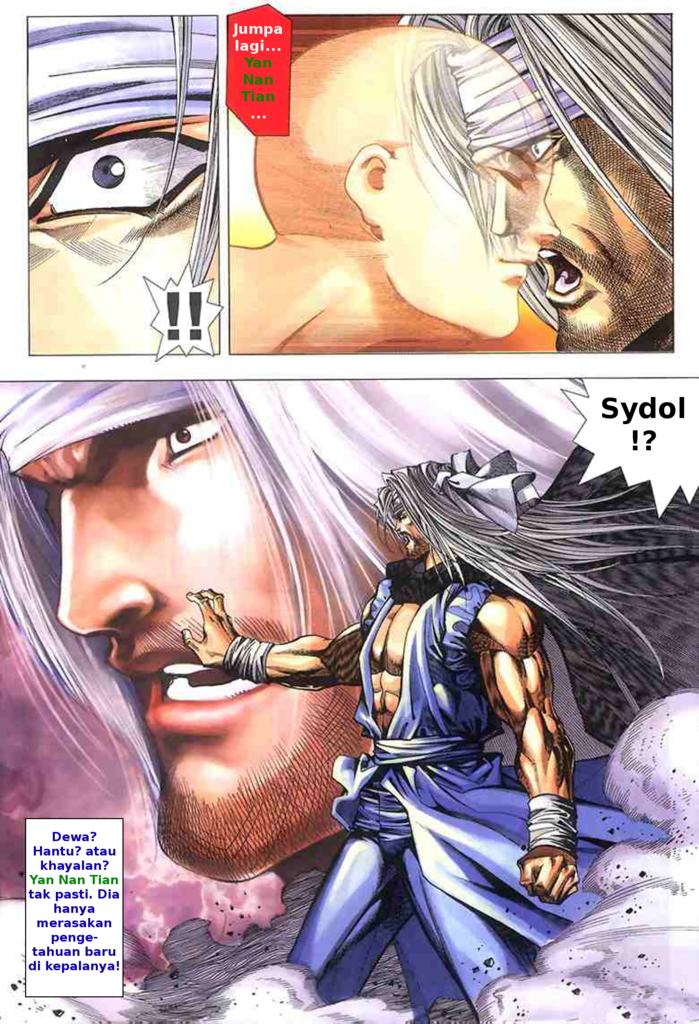 Jumpa
lagi...
Yan
Nan
Tian
...
!!
Sydol
!?
Dewa?
Hantu? atau
khayalan?
Yan Nan Tian
tak pasti. Dia
hanya
merasakan
penge-
tahuan baru
di kepalanya!